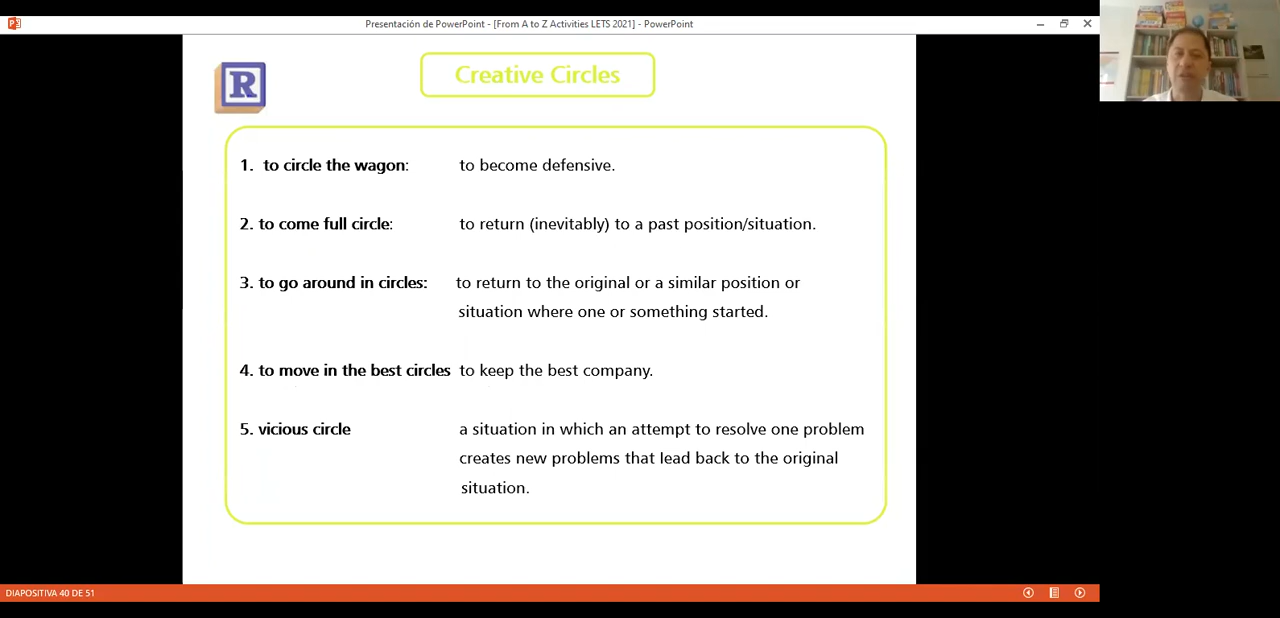 Presentación de PowerPoint - [From A to Z Activities LETS 2021] - PowerPoint
R
Creative Circles
1. to circle the wagon: to become defensive.
2. to come full circle: to return (inevitably) to a past position/situation.
3. to go around in circles: to return to the original or a similar position or
situation where one or something started.
4. to move in the best circles to keep the best company.
5. vicious circle a situation in which an attempt to resolve one problem
creates new problems that lead back to the original
situation.
DIAPOSITIVA 40 DE 51